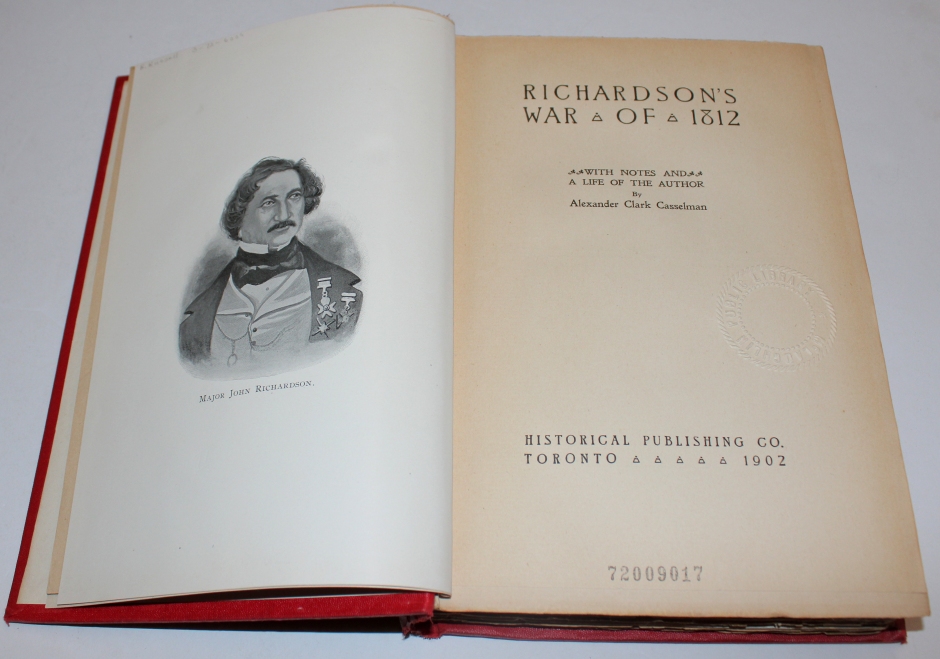 MAJOR JOHN RICHARDSON.
RICHARDSON'S
WAR OF 1812
WITH NOTES AND
A LIFE OF THE AUTHOR
By
Alexander Clark Casselman
LIBRARY
HISTORICAL PUBLISHING CO.
TORONTO 1902
72009017